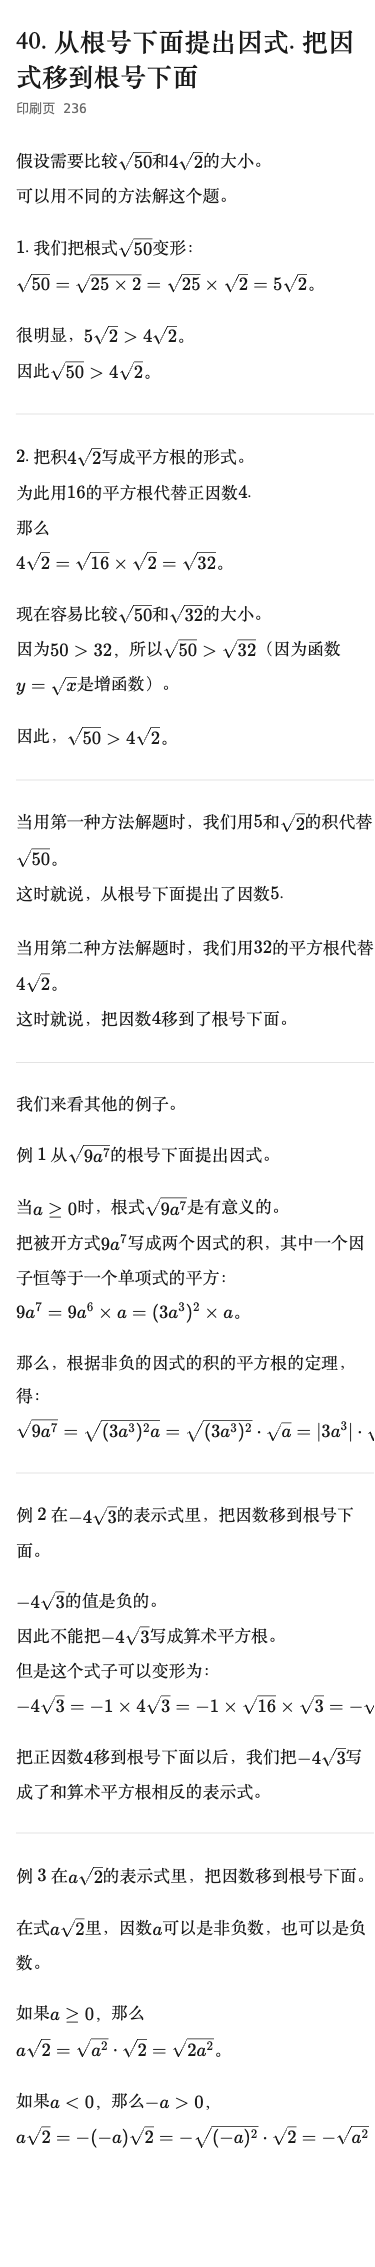 40. 从根号下面提出因式. 把因
式移到根号下面
印刷页 236
假设需要比较√50和4√2的大小。
可以用不同的方法解这个题。
1. 我们把根式√50变形：
√50 = √(25 × 2) = √25 × √2 = 5√2。
很明显，5√2 > 4√2。
因此√50 > 4√2。
2. 把积4√2写成平方根的形式。
为此用16的平方根代替正因数4.
那么
4√2 = √16 × √2 = √32。
现在容易比较√50和√32的大小。
因为50 > 32，所以√50 > √32（因为函数
y = √x是增函数）。
因此，√50 > 4√2。
当用第一种方法解题时，我们用5和√2的积代替
√50。
这时就说，从根号下面提出了因数5.
当用第二种方法解题时，我们用32的平方根代替
4√2。
这时就说，把因数4移到了根号下面。
我们来看其他的例子。
例 1 从√(9a⁷)的根号下面提出因式。
当a ≥ 0时，根式√(9a⁷)是有意义的。
把被开方式9a⁷写成两个因式的积，其中一个因
子恒等于一个单项式的平方：
9a⁷ = 9a⁶ × a = (3a³)² × a。
那么，根据非负的因式的积的平方根的定理，
得：
√(9a⁷) = √((3a³)²a) = √((3a³)²) · √a = |3a³| · √
例 2 在−4√3的表示式里，把因数移到根号下
面。
−4√3的值是负的。
因此不能把−4√3写成算术平方根。
但是这个式子可以变形为：
−4√3 = −1 × 4√3 = −1 × √16 × √3 = −√
把正因数4移到根号下面以后，我们把−4√3写
成了和算术平方根相反的表示式。
例 3 在a√2的表示式里，把因数移到根号下面。
在式a√2里，因数a可以是非负数，也可以是负
数。
如果a ≥ 0，那么
a√2 = √(a²) · √2 = √(2a²)。
如果a < 0，那么−a > 0，
a√2 = −(−a)√2 = −√((−a)²) · √2 = −√(a²)